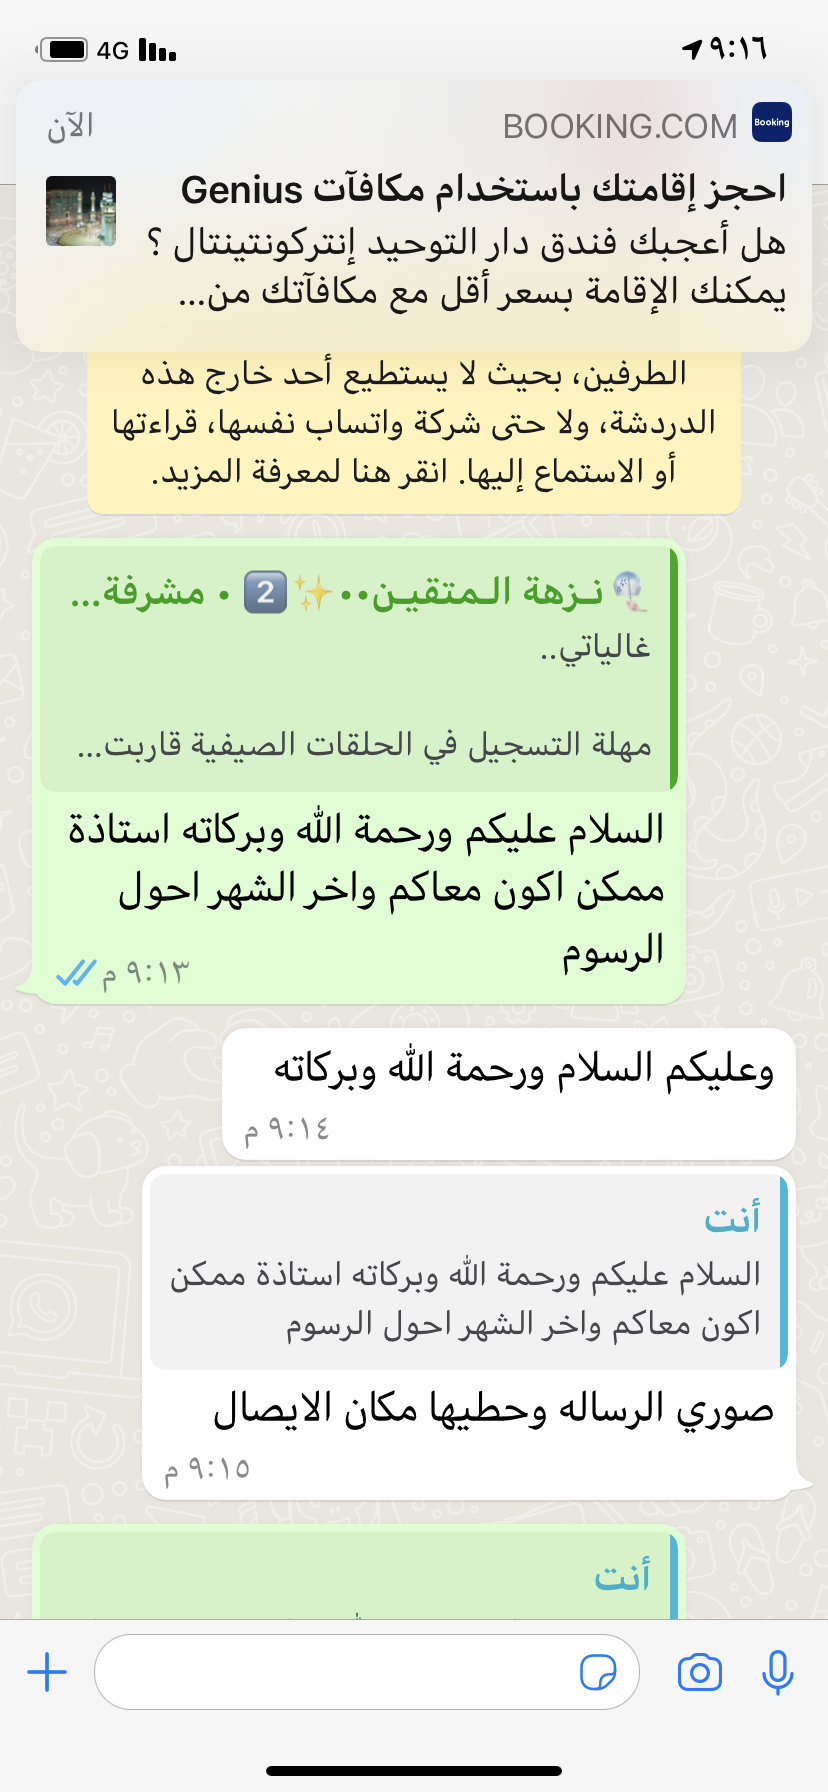 ٩:١٦
4G
BOOKING.COM
الآن
Booking
احجز إقامتك باستخدام مكافآت Genius
هل أعجبك فندق دار التوحيد إنتركونتيننتال ؟
يمكنك الإقامة بسعر أقل مع مكافآتك من...
الطرفين، بحيث لا يستطيع أحد خارج هذه
الدردشة، ولا حتى شركة واتساب نفسها، قراءتها
أو الاستماع إليها. انقر هنا لمعرفة المزيد.
نـزهة الـمتقيـن••✨2️⃣ • مشرفة...
غالياتي..
مهلة التسجيل في الحلقات الصيفية قاربت...
السلام عليكم ورحمة الله وبركاته استاذة
ممكن اكون معاكم واخر الشهر احول
الرسوم
٩:١٣ م
وعليكم السلام ورحمة الله وبركاته
٩:١٤ م
أنت
السلام عليكم ورحمة الله وبركاته استاذة ممكن
اكون معاكم واخر الشهر احول الرسوم
صوري الرساله وحطيها مكان الايصال
٩:١٥ م
أنت